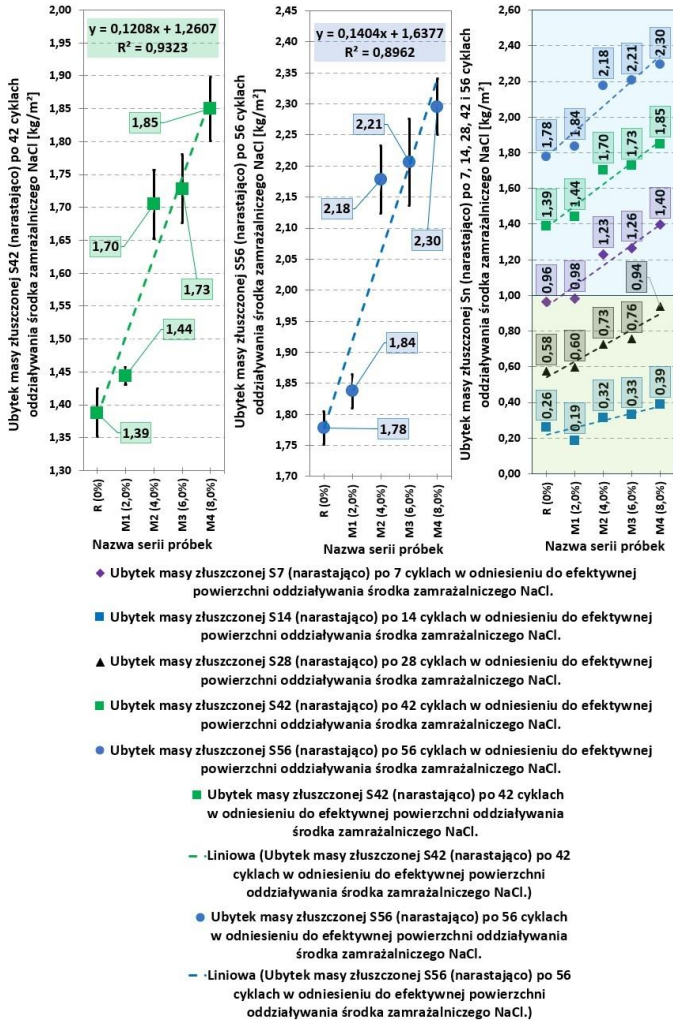 Ubytek masy złuszczonej S42 (narastająco) po 42 cyklach
oddziaływania środka zamrażalniczego NaCl [kg/m²]
2,00
1,95
1,90
1,85
1,80
1,75
1,70
1,65
1,60
1,55
1,50
1,45
1,40
1,35
1,30
y = 0,1208x + 1,2607
R² = 0,9323
1,85
1,70
1,73
1,44
1,39
R (0%)
M1 (2,0%)
M2 (4,0%)
M3 (6,0%)
M4 (8,0%)
Nazwa serii próbek
Ubytek masy złuszczonej S56 (narastająco) po 56 cyklach
oddziaływania środka zamrażalniczego NaCl [kg/m²]
2,45
2,40
2,35
2,30
2,25
2,20
2,15
2,10
2,05
2,00
1,95
1,90
1,85
1,80
1,75
1,70
y = 0,1404x + 1,6377
R² = 0,8962
2,21
2,18
2,30
1,84
1,78
R (0%)
M1 (2,0%)
M2 (4,0%)
M3 (6,0%)
M4 (8,0%)
Nazwa serii próbek
Ubytek masy złuszczonej Sn (narastająco) po 7, 14, 28, 42 i 56 cyklach
oddziaływania środka zamrażalniczego NaCl [kg/m²]
2,60
2,40
2,20
2,00
1,80
1,60
1,40
1,20
1,00
0,80
0,60
0,40
0,20
0,00
1,78
1,84
2,18
2,21
2,30
1,39
1,44
1,70
1,73
1,85
0,96
0,98
1,23
1,26
1,40
0,58
0,60
0,73
0,76
0,94
0,26
0,19
0,32
0,33
0,39
R (0%)
M1 (2,0%)
M2 (4,0%)
M3 (6,0%)
M4 (8,0%)
Nazwa serii próbek
Ubytek masy złuszczonej S7 (narastająco) po 7 cyklach w odniesieniu do efektywnej
powierzchni oddziaływania środka zamrażalniczego NaCl.
Ubytek masy złuszczonej S14 (narastająco) po 14 cyklach w odniesieniu do efektywnej
powierzchni oddziaływania środka zamrażalniczego NaCl.
Ubytek masy złuszczonej S28 (narastająco) po 28 cyklach w odniesieniu do efektywnej
powierzchni oddziaływania środka zamrażalniczego NaCl.
Ubytek masy złuszczonej S42 (narastająco) po 42 cyklach w odniesieniu do efektywnej
powierzchni oddziaływania środka zamrażalniczego NaCl.
Ubytek masy złuszczonej S56 (narastająco) po 56 cyklach w odniesieniu do efektywnej
powierzchni oddziaływania środka zamrażalniczego NaCl.
Ubytek masy złuszczonej S42 (narastająco) po 42 cyklach
w odniesieniu do efektywnej powierzchni oddziaływania
środka zamrażalniczego NaCl.
Liniowa (Ubytek masy złuszczonej S42 (narastająco) po 42
cyklach w odniesieniu do efektywnej powierzchni
oddziaływania środka zamrażalniczego NaCl.)
Ubytek masy złuszczonej S56 (narastająco) po 56 cyklach
w odniesieniu do efektywnej powierzchni oddziaływania
środka zamrażalniczego NaCl.
Liniowa (Ubytek masy złuszczonej S56 (narastająco) po 56
cyklach w odniesieniu do efektywnej powierzchni
oddziaływania środka zamrażalniczego NaCl.)